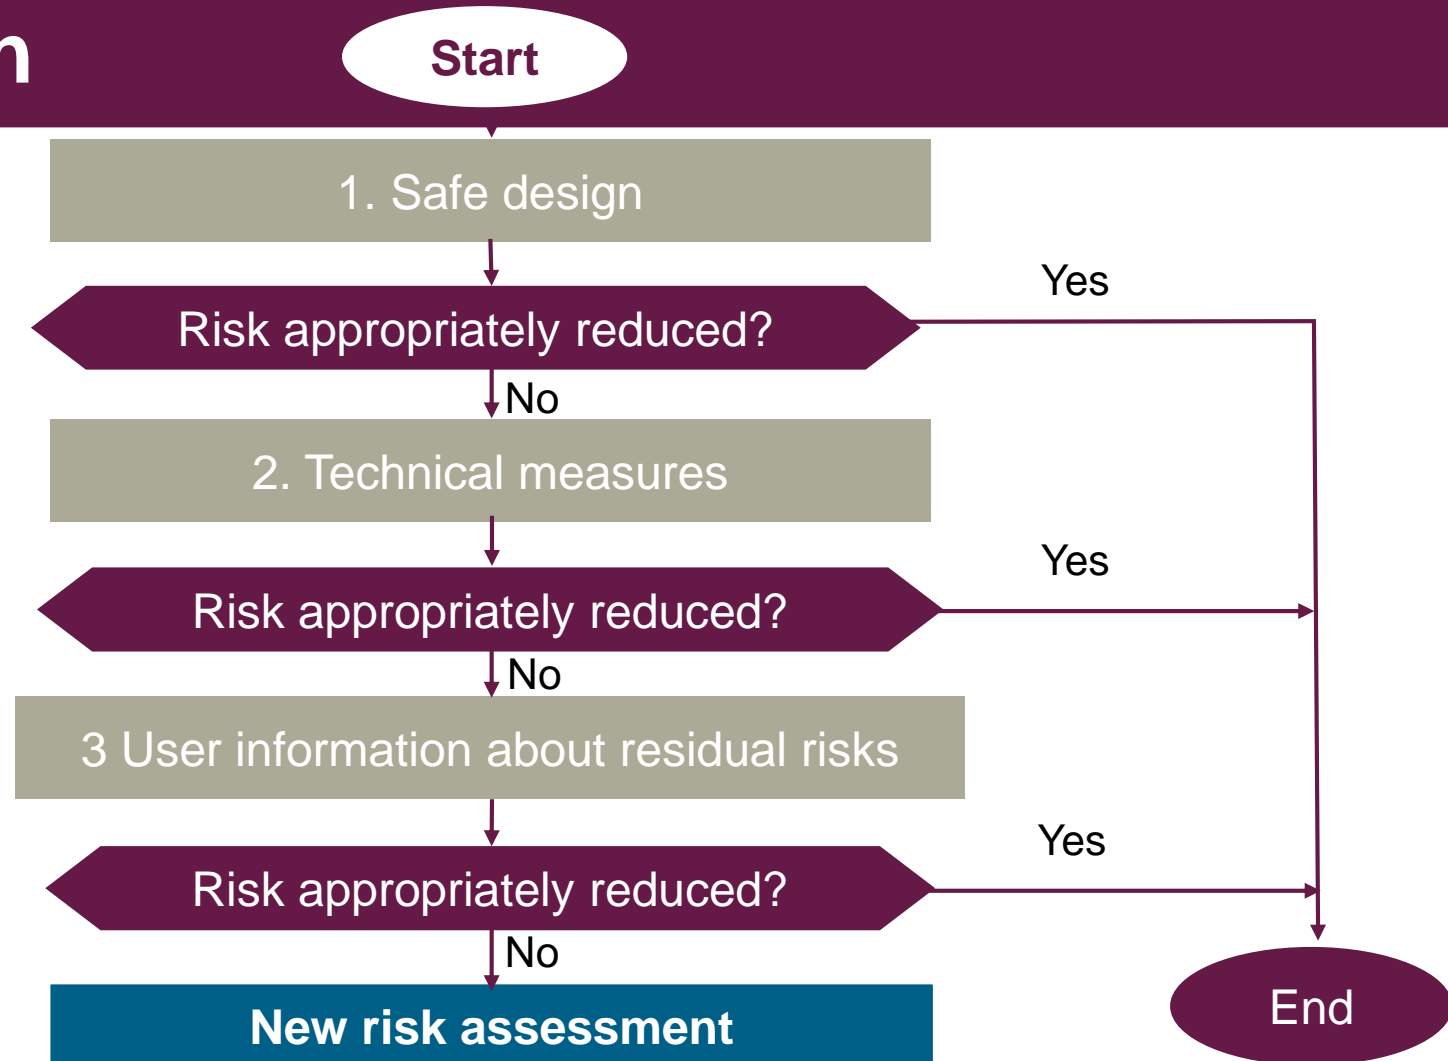 n
Start
1. Safe design
Yes
Risk appropriately reduced?
No
2. Technical measures
Yes
Risk appropriately reduced?
No
3 User information about residual risks
Yes
Risk appropriately reduced?
No
End
New risk assessment